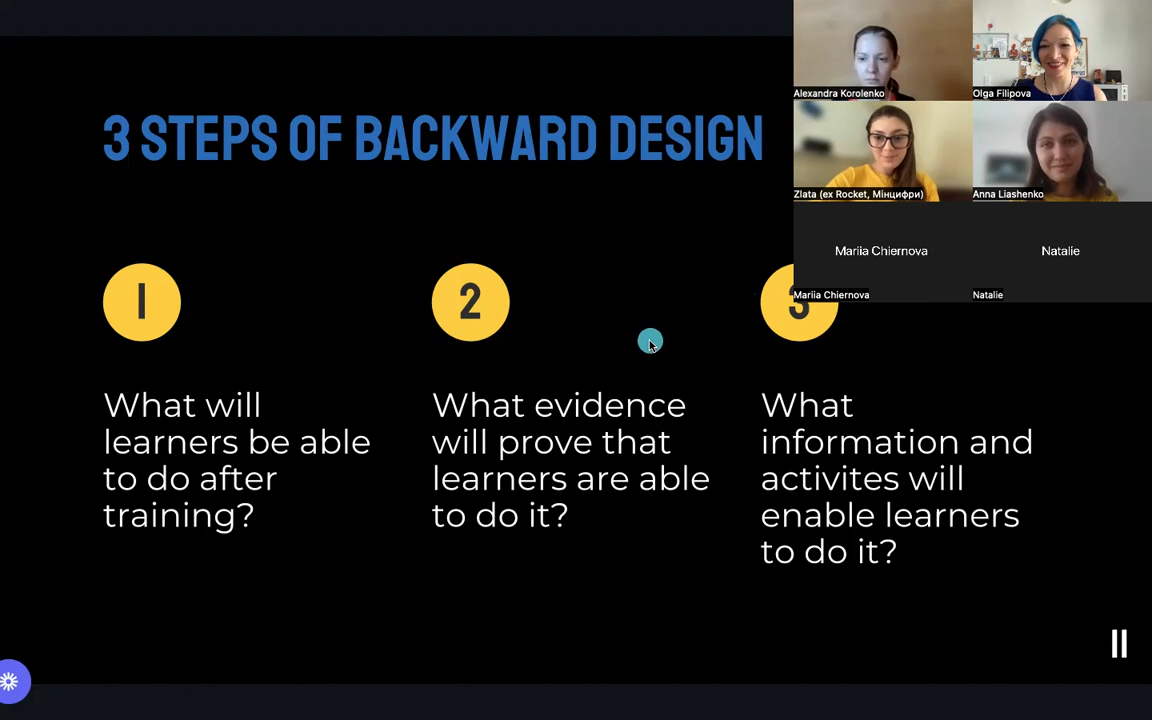 3 STEPS OF BACKWARD DESIGN
1
What will
learners be able
to do after
training?
2
What evidence
will prove that
learners are able
to do it?
3
What
information and
activites will
enable learners
to do it?
Alexandra Korolenko
Olga Filipova
Zlata (ex Rocket, Мінцифри)
Anna Liashenko
Mariia Chiernova
Natalie
Mariia Chiernova
Natalie